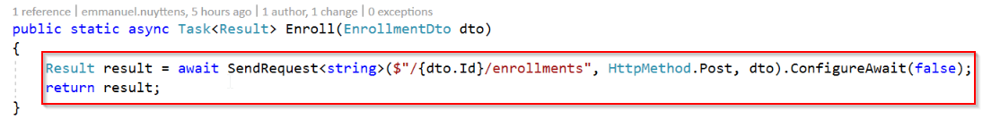 1 reference | emmanuel.nuyttens, 5 hours ago | 1 author, 1 change | 0 exceptions
public static async Task<Result> Enroll(EnrollmentDto dto)
{
Result result = await SendRequest<string>($"/{dto.Id}/enrollments", HttpMethod.Post, dto).ConfigureAwait(false);
return result;
}